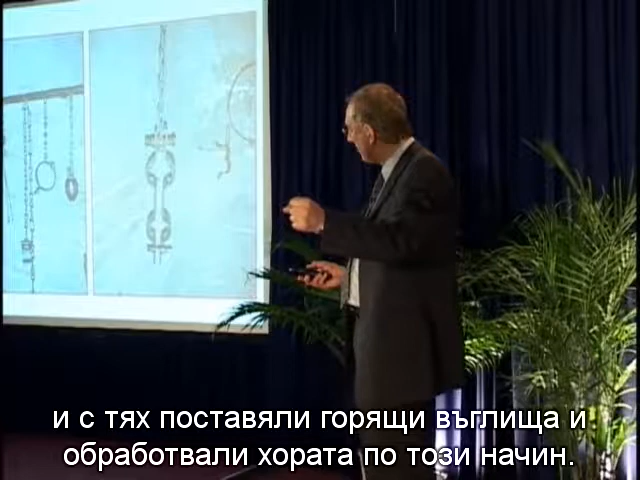 и с тях поставяли горящи въглища и
обработвали хората по този начин.